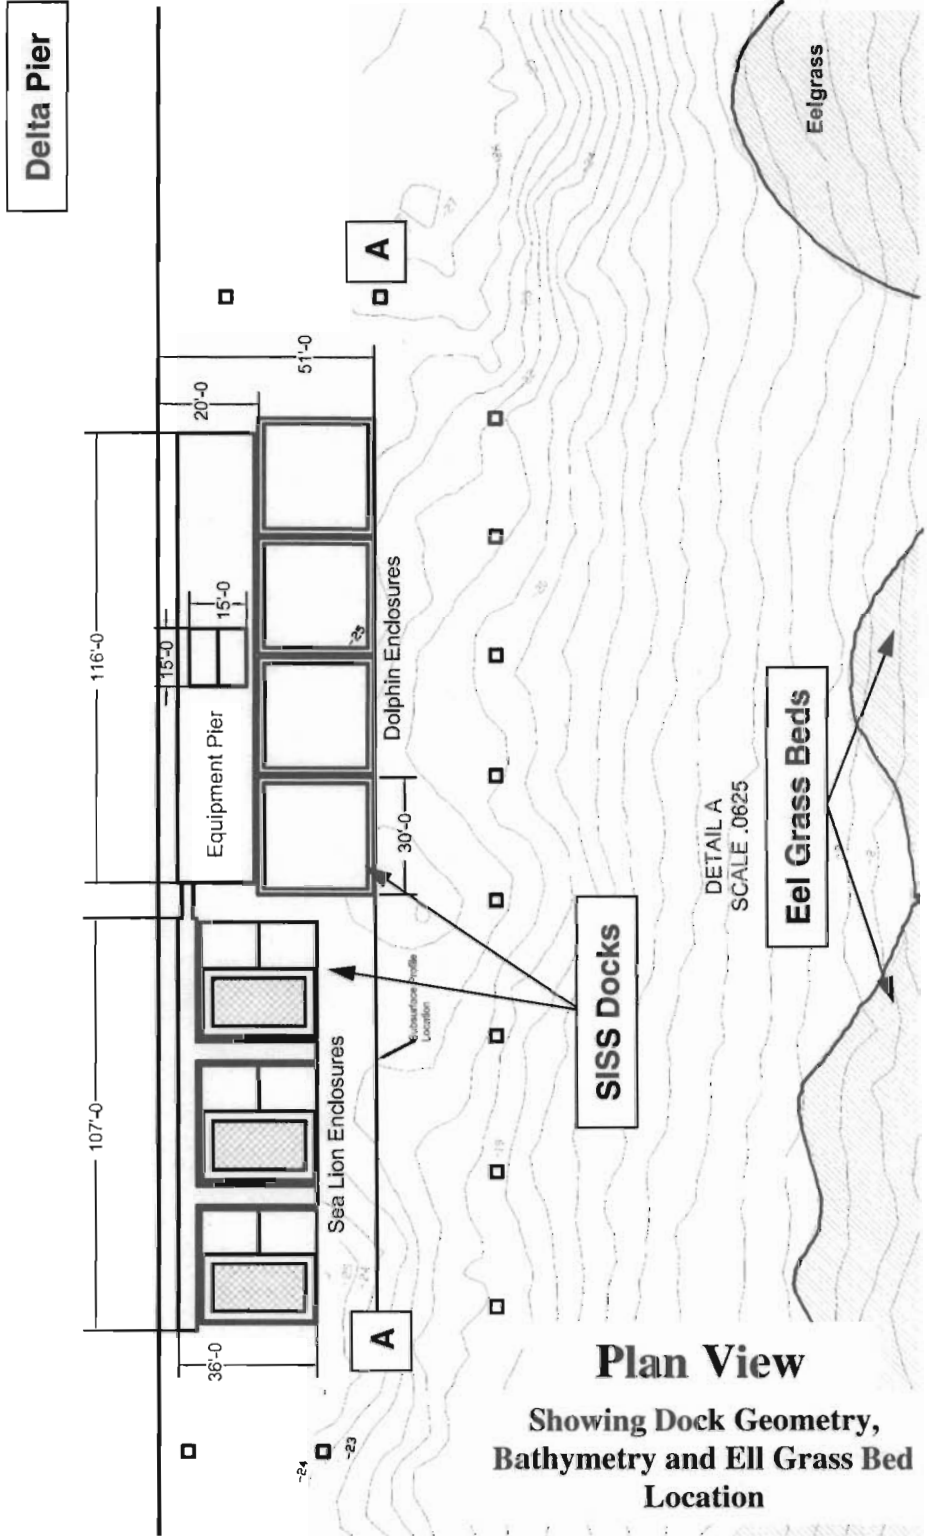 Delta Pier
A
51'-0
20'-0
116'-0
15'-0
15'-0
Equipment Pier
-25
Dolphin Enclosures
30'-0
Eelgrass
DETAIL A
SCALE .0625
Eel Grass Beds
SISS Docks
Subsurface Profile
Location
107'-0
Sea Lion Enclosures
36'-0
A
-24
-23
Plan View
Showing Dock Geometry,
Bathymetry and Ell Grass Bed
Location